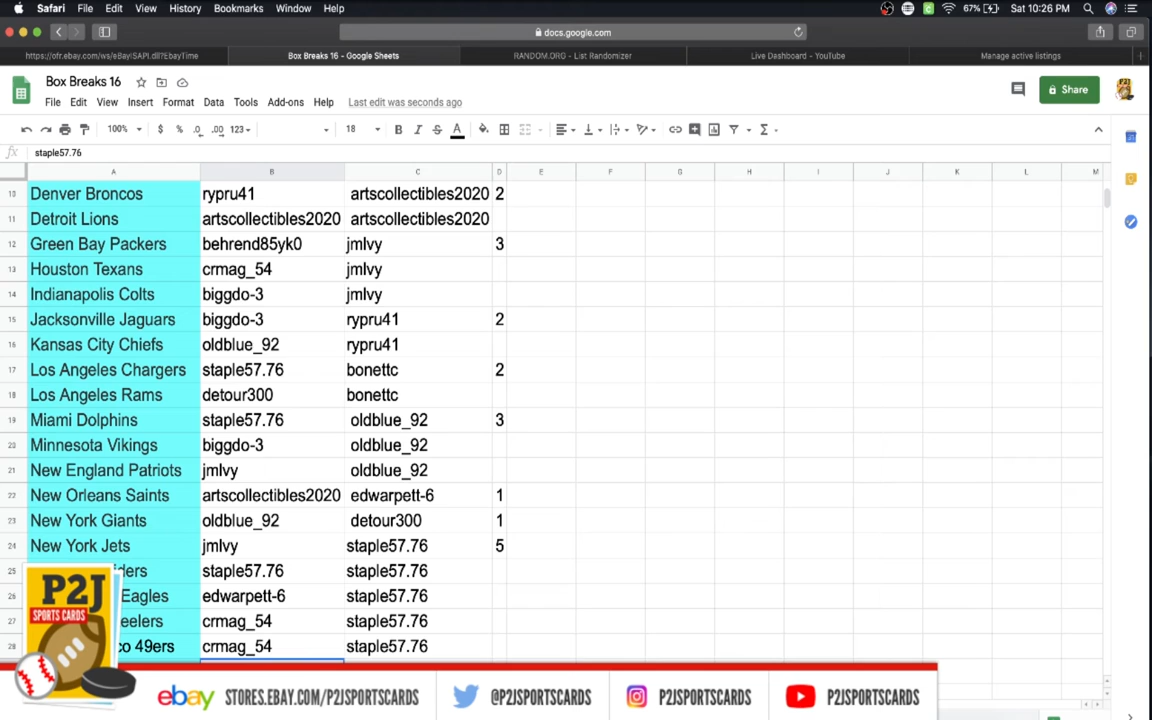 Safari File Edit View History Bookmarks Window Help 67% Sat 10:26 PM
docs.google.com
https://ofr.ebay.com/ws/eBayISAPI.dll?EbayTime Box Breaks 16 - Google Sheets RANDOM.ORG - List Randomizer Live Dashboard - YouTube Manage active listings
Box Breaks 16
File Edit View Insert Format Data Tools Add-ons Help Last edit was seconds ago Share
100% $ % .0 .00 123 18 B I S A
fx staple57.76
A B C D E F G H I J K L M
10 Denver Broncos rypru41 artscollectibles2020 2
11 Detroit Lions artscollectibles2020 artscollectibles2020
12 Green Bay Packers behrend85yk0 jmlvy 3
13 Houston Texans crmag_54 jmlvy
14 Indianapolis Colts biggdo-3 jmlvy
15 Jacksonville Jaguars biggdo-3 rypru41 2
16 Kansas City Chiefs oldblue_92 rypru41
17 Los Angeles Chargers staple57.76 bonettc 2
18 Los Angeles Rams detour300 bonettc
19 Miami Dolphins staple57.76 oldblue_92 3
20 Minnesota Vikings biggdo-3 oldblue_92
21 New England Patriots jmlvy oldblue_92
22 New Orleans Saints artscollectibles2020 edwarpett-6 1
23 New York Giants oldblue_92 detour300 1
24 New York Jets jmlvy staple57.76 5
25 iders staple57.76 staple57.76
26 Eagles edwarpett-6 staple57.76
27 eelers crmag_54 staple57.76
28 co 49ers crmag_54 staple57.76
P2J
SPORTS CARDS
ebay STORES.EBAY.COM/P2JSPORTSCARDS @P2JSPORTSCARDS P2JSPORTSCARDS P2JSPORTSCARDS